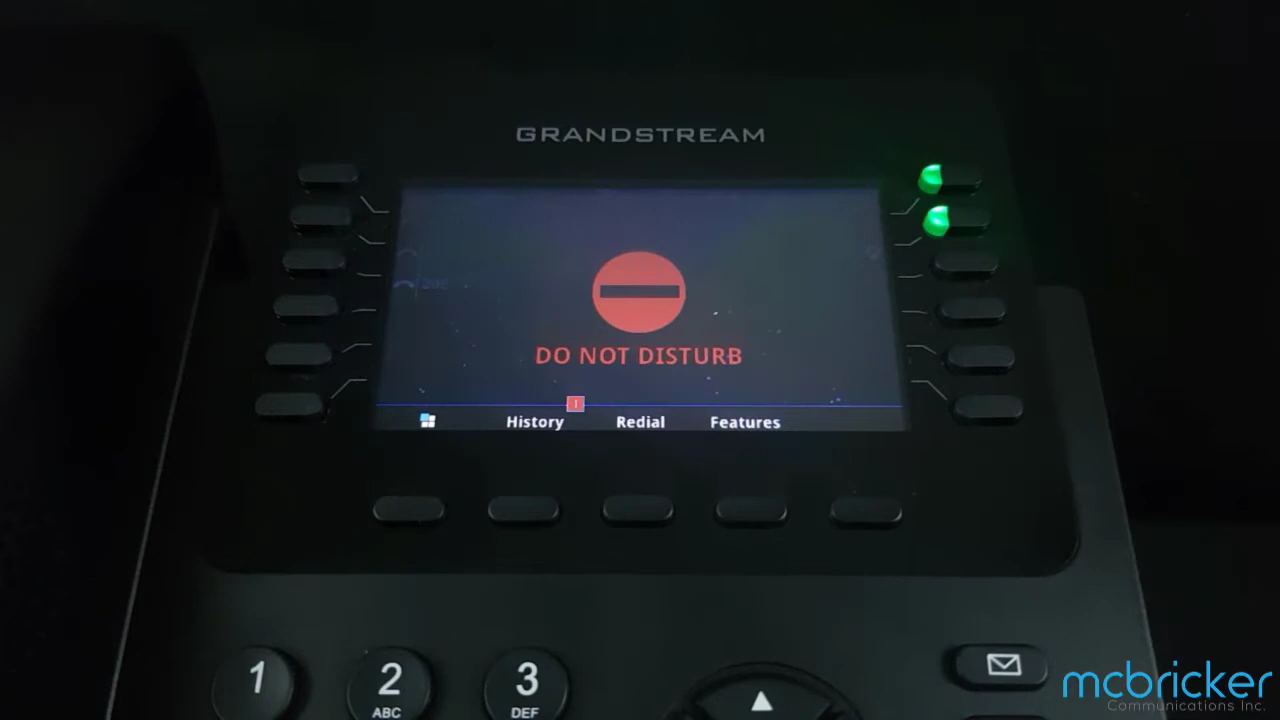 GRANDSTREAM
DO NOT DISTURB
History Redial Features
1 2 3
ABC DEF
mcbricker
Communications Inc.